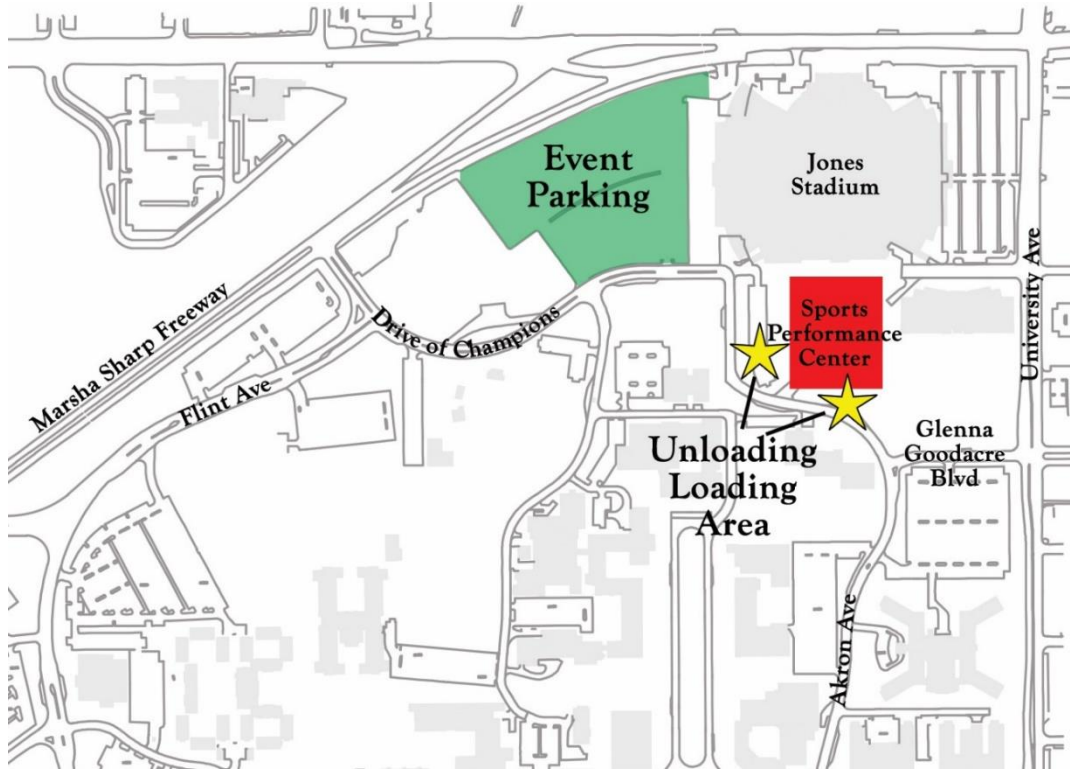 Event
Parking
Jones
Stadium
Marsha Sharp Freeway
Flint Ave
Drive of Champions
Sports
Performance
Center
University Ave
Unloading
Loading
Area
Glenna
Goodacre
Blvd
Akron Ave